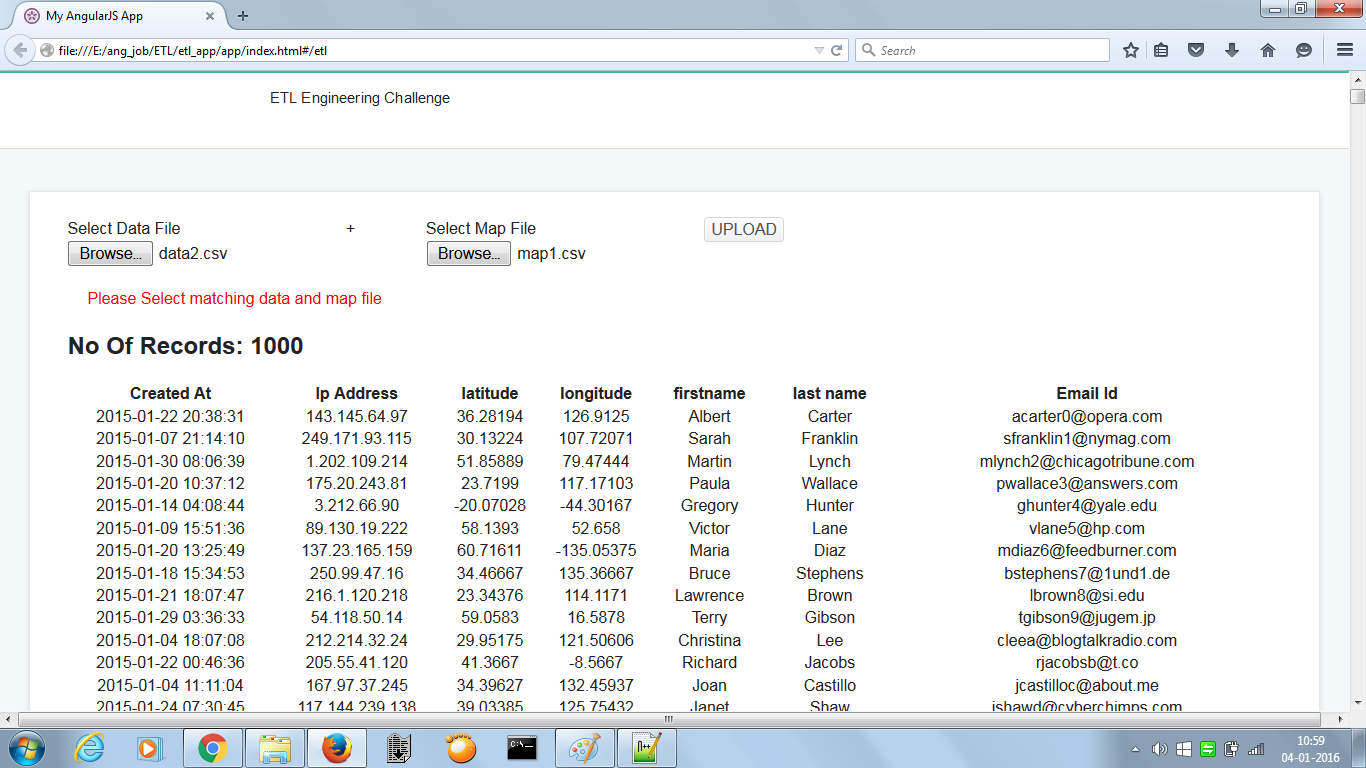 My AngularJS App
file:///E:/ang_job/ETL/etl_app/app/index.html#/etl
Search
ETL Engineering Challenge
Select Data File + Select Map File UPLOAD
Browse... data2.csv Browse... map1.csv
Please Select matching data and map file
No Of Records: 1000
Created At Ip Address latitude longitude firstname last name Email Id
2015-01-22 20:38:31 143.145.64.97 36.28194 126.9125 Albert Carter acarter0@opera.com
2015-01-07 21:14:10 249.171.93.115 30.13224 107.72071 Sarah Franklin sfranklin1@nymag.com
2015-01-30 08:06:39 1.202.109.214 51.85889 79.47444 Martin Lynch mlynch2@chicagotribune.com
2015-01-20 10:37:12 175.20.243.81 23.7199 117.17103 Paula Wallace pwallace3@answers.com
2015-01-14 04:08:44 3.212.66.90 -20.07028 -44.30167 Gregory Hunter ghunter4@yale.edu
2015-01-09 15:51:36 89.130.19.222 58.1393 52.658 Victor Lane vlane5@hp.com
2015-01-20 13:25:49 137.23.165.159 60.71611 -135.05375 Maria Diaz mdiaz6@feedburner.com
2015-01-18 15:34:53 250.99.47.16 34.46667 135.36667 Bruce Stephens bstephens7@1und1.de
2015-01-21 18:07:47 216.1.120.218 23.34376 114.1171 Lawrence Brown lbrown8@si.edu
2015-01-29 03:36:33 54.118.50.14 59.0583 16.5878 Terry Gibson tgibson9@jugem.jp
2015-01-04 18:07:08 212.214.32.24 29.95175 121.50606 Christina Lee cleea@blogtalkradio.com
2015-01-22 00:46:36 205.55.41.120 41.3667 -8.5667 Richard Jacobs rjacobsb@t.co
2015-01-04 11:11:04 167.97.37.245 34.39627 132.45937 Joan Castillo jcastilloc@about.me
2015-01-24 07:30:45 117.144.239.138 39.03385 125.75432 Janet Shaw jshawd@cyberchimps.com
10:59
04-01-2016